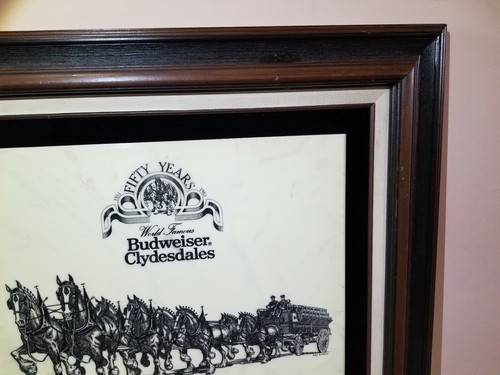 FIFTY YEARS
World Famous
Budweiser®
Clydesdales